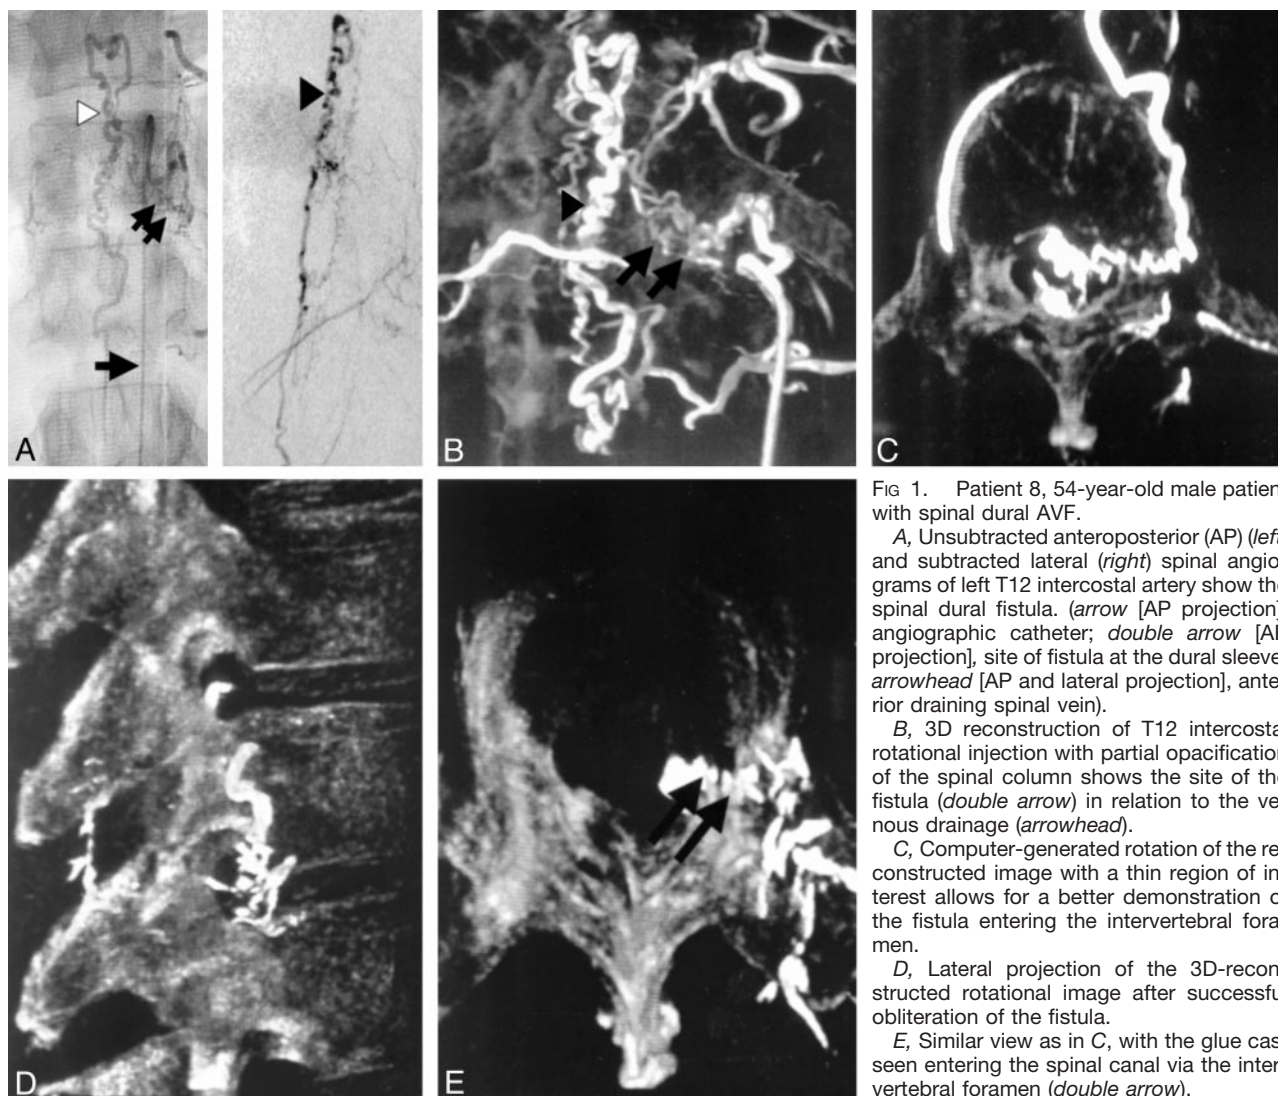 A
B
C
D
E
FIG 1. Patient 8, 54-year-old male patien
with spinal dural AVF.
A, Unsubtracted anteroposterior (AP) (left
and subtracted lateral (right) spinal angio
grams of left T12 intercostal artery show the
spinal dural fistula. (arrow [AP projection]
angiographic catheter; double arrow [AP
projection], site of fistula at the dural sleeve
arrowhead [AP and lateral projection], ante
rior draining spinal vein).
B, 3D reconstruction of T12 intercosta
rotational injection with partial opacification
of the spinal column shows the site of the
fistula (double arrow) in relation to the ve
nous drainage (arrowhead).
C, Computer-generated rotation of the re
constructed image with a thin region of in
terest allows for a better demonstration o
the fistula entering the intervertebral fora
men.
D, Lateral projection of the 3D-recon
structed rotational image after successfu
obliteration of the fistula.
E, Similar view as in C, with the glue cas
seen entering the spinal canal via the inter
vertebral foramen (double arrow).